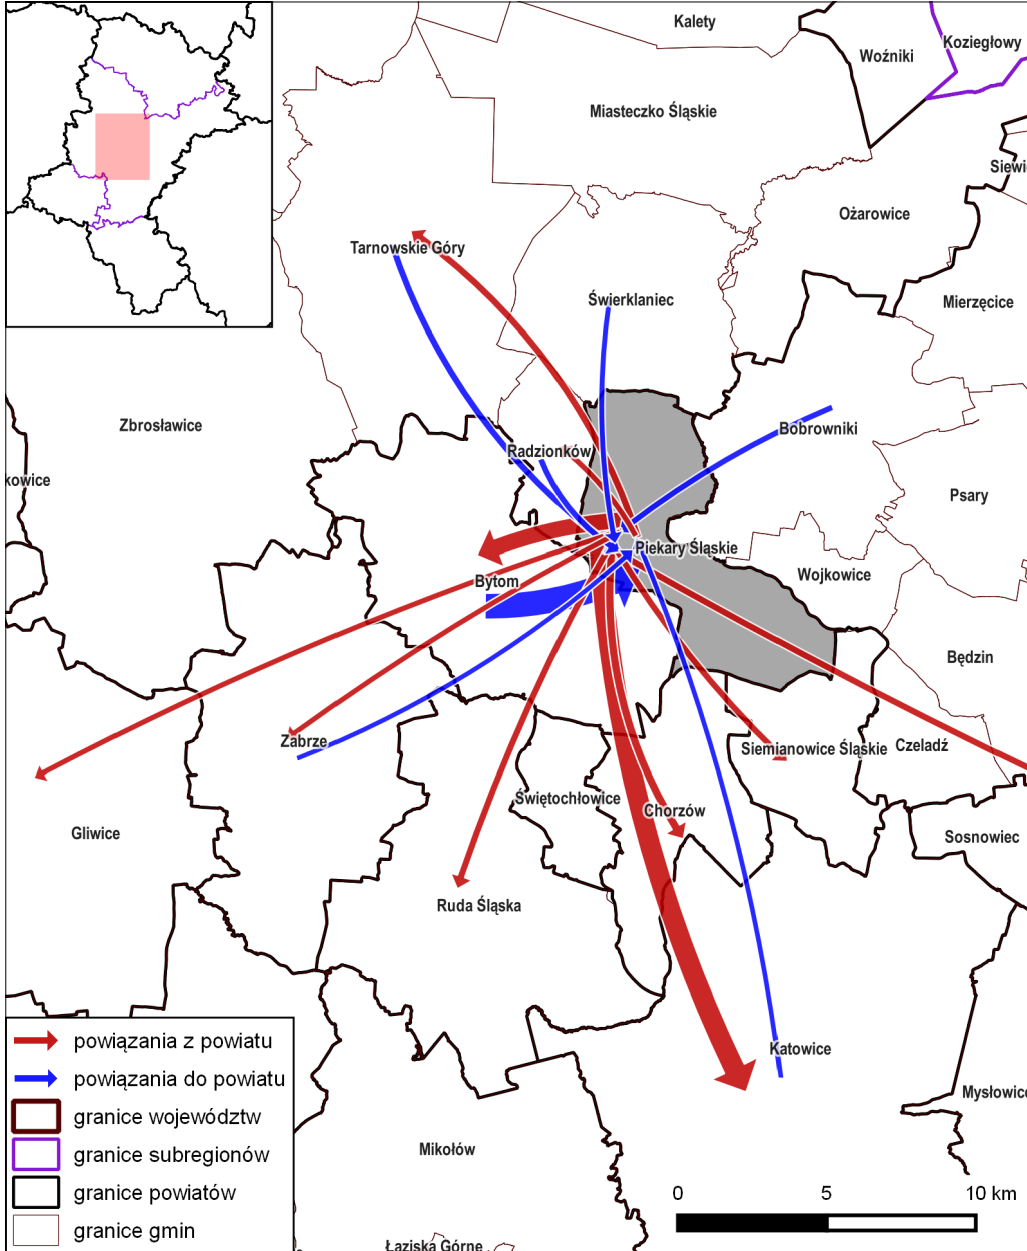 Kalety
Koziegłowy
Woźniki
Miasteczko Śląskie
Siewie
Ożarowice
Tarnowskie Góry
Świerklaniec
Mierzęcice
Zbrosławice
Bobrowniki
Radzionków
kowice
Psary
Piekary Śląskie
Wojkowice
Bytom
Będzin
Zabrze
Siemianowice Śląskie
Czeladź
Świętochłowice
Chorzów
Gliwice
Sosnowiec
Ruda Śląska
Katowice
Mysłowice
Mikołów
Łaziska Górne
powiązania z powiatu
powiązania do powiatu
granice województw
granice subregionów
granice powiatów
granice gmin
0 5 10 km